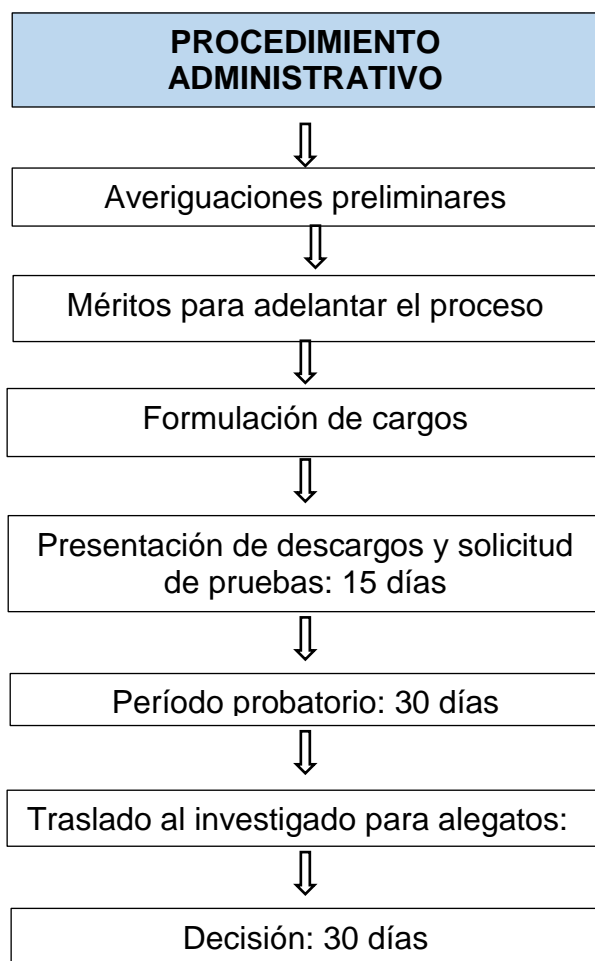 PROCEDIMIENTO
ADMINISTRATIVO
Averiguaciones preliminares
Méritos para adelantar el proceso
Formulación de cargos
Presentación de descargos y solicitud
de pruebas: 15 días
Período probatorio: 30 días
Traslado al investigado para alegatos:
Decisión: 30 días